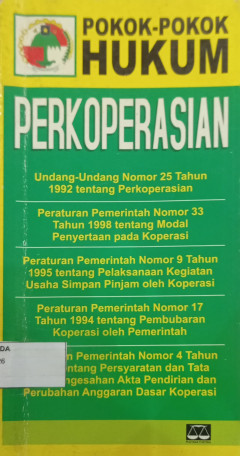 POKOK-POKOK
HUKUM
PERKOPERASIAN
Undang-Undang Nomor 25 Tahun
1992 tentang Perkoperasian
Peraturan Pemerintah Nomor 33
Tahun 1998 tentang Modal
Penyertaan pada Koperasi
Peraturan Pemerintah Nomor 9 Tahun
1995 tentang Pelaksanaan Kegiatan
Usaha Simpan Pinjam oleh Koperasi
Peraturan Pemerintah Nomor 17
Tahun 1994 tentang Pembubaran
Koperasi oleh Pemerintah
Pemerintah Nomor 4 Tahun
tentang Persyaratan dan Tata
Pengesahan Akta Pendirian dan
Perubahan Anggaran Dasar Koperasi